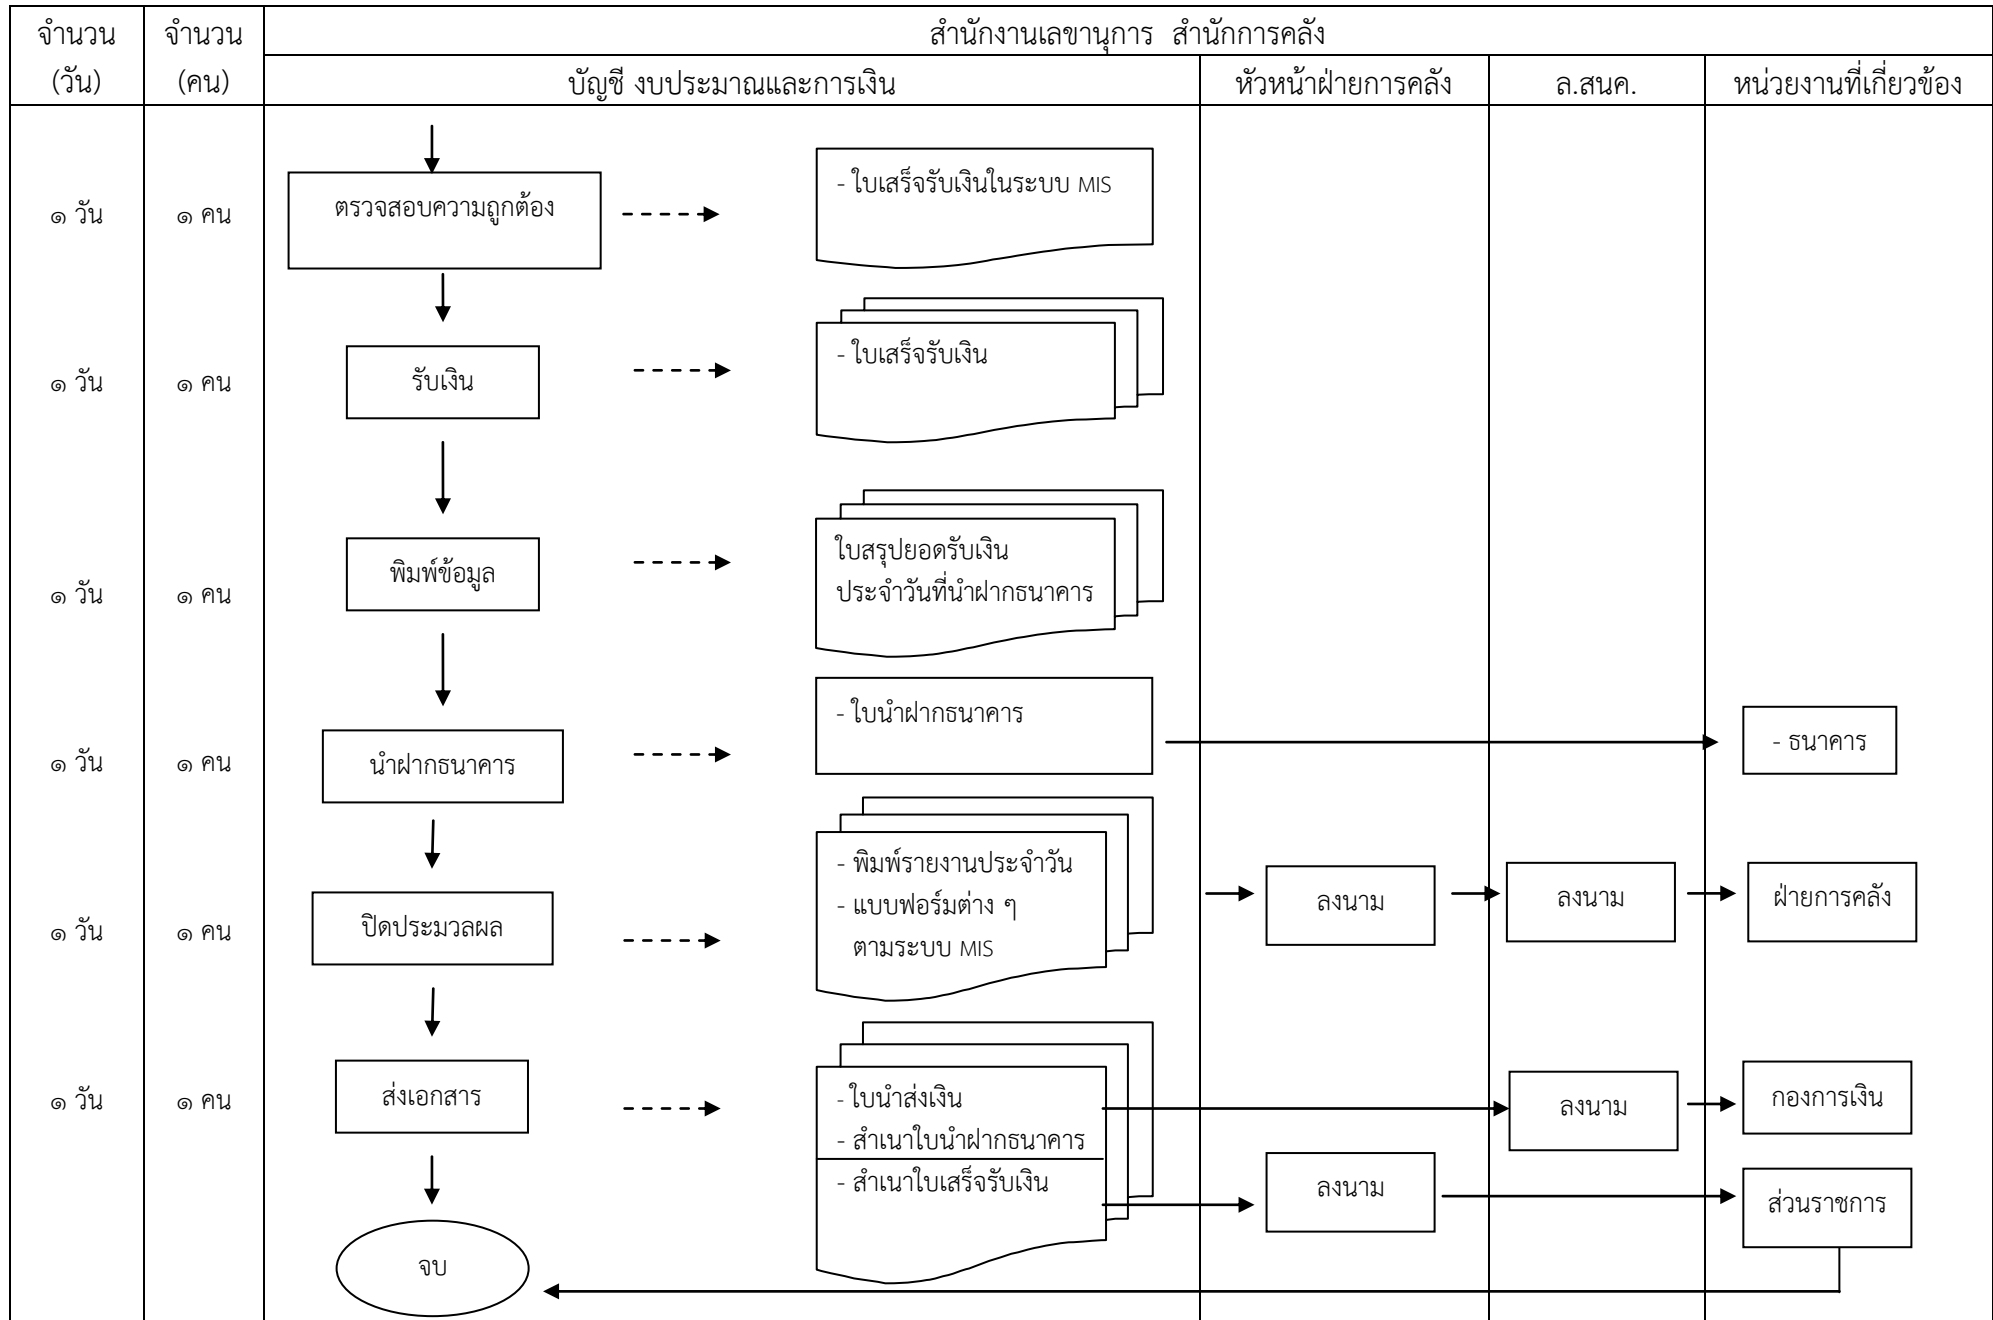 จำนวน
(วัน)
จำนวน
(คน)
สำนักงานเลขานุการ สำนักการคลัง
บัญชี งบประมาณและการเงิน
หัวหน้าฝ่ายการคลัง
ล.สนค.
หน่วยงานที่เกี่ยวข้อง
๑ วัน
๑ คน
ตรวจสอบความถูกต้อง
- ใบเสร็จรับเงินในระบบ MIS
๑ วัน
๑ คน
รับเงิน
- ใบเสร็จรับเงิน
๑ วัน
๑ คน
พิมพ์ข้อมูล
ใบสรุปยอดรับเงิน
ประจำวันที่นำฝากธนาคาร
๑ วัน
๑ คน
นำฝากธนาคาร
- ใบนำฝากธนาคาร
- ธนาคาร
๑ วัน
๑ คน
ปิดประมวลผล
- พิมพ์รายงานประจำวัน
- แบบฟอร์มต่าง ๆ
ตามระบบ MIS
ลงนาม
ลงนาม
ฝ่ายการคลัง
๑ วัน
๑ คน
ส่งเอกสาร
- ใบนำส่งเงิน
- สำเนาใบนำฝากธนาคาร
- สำเนาใบเสร็จรับเงิน
ลงนาม
กองการเงิน
ลงนาม
ส่วนราชการ
จบ